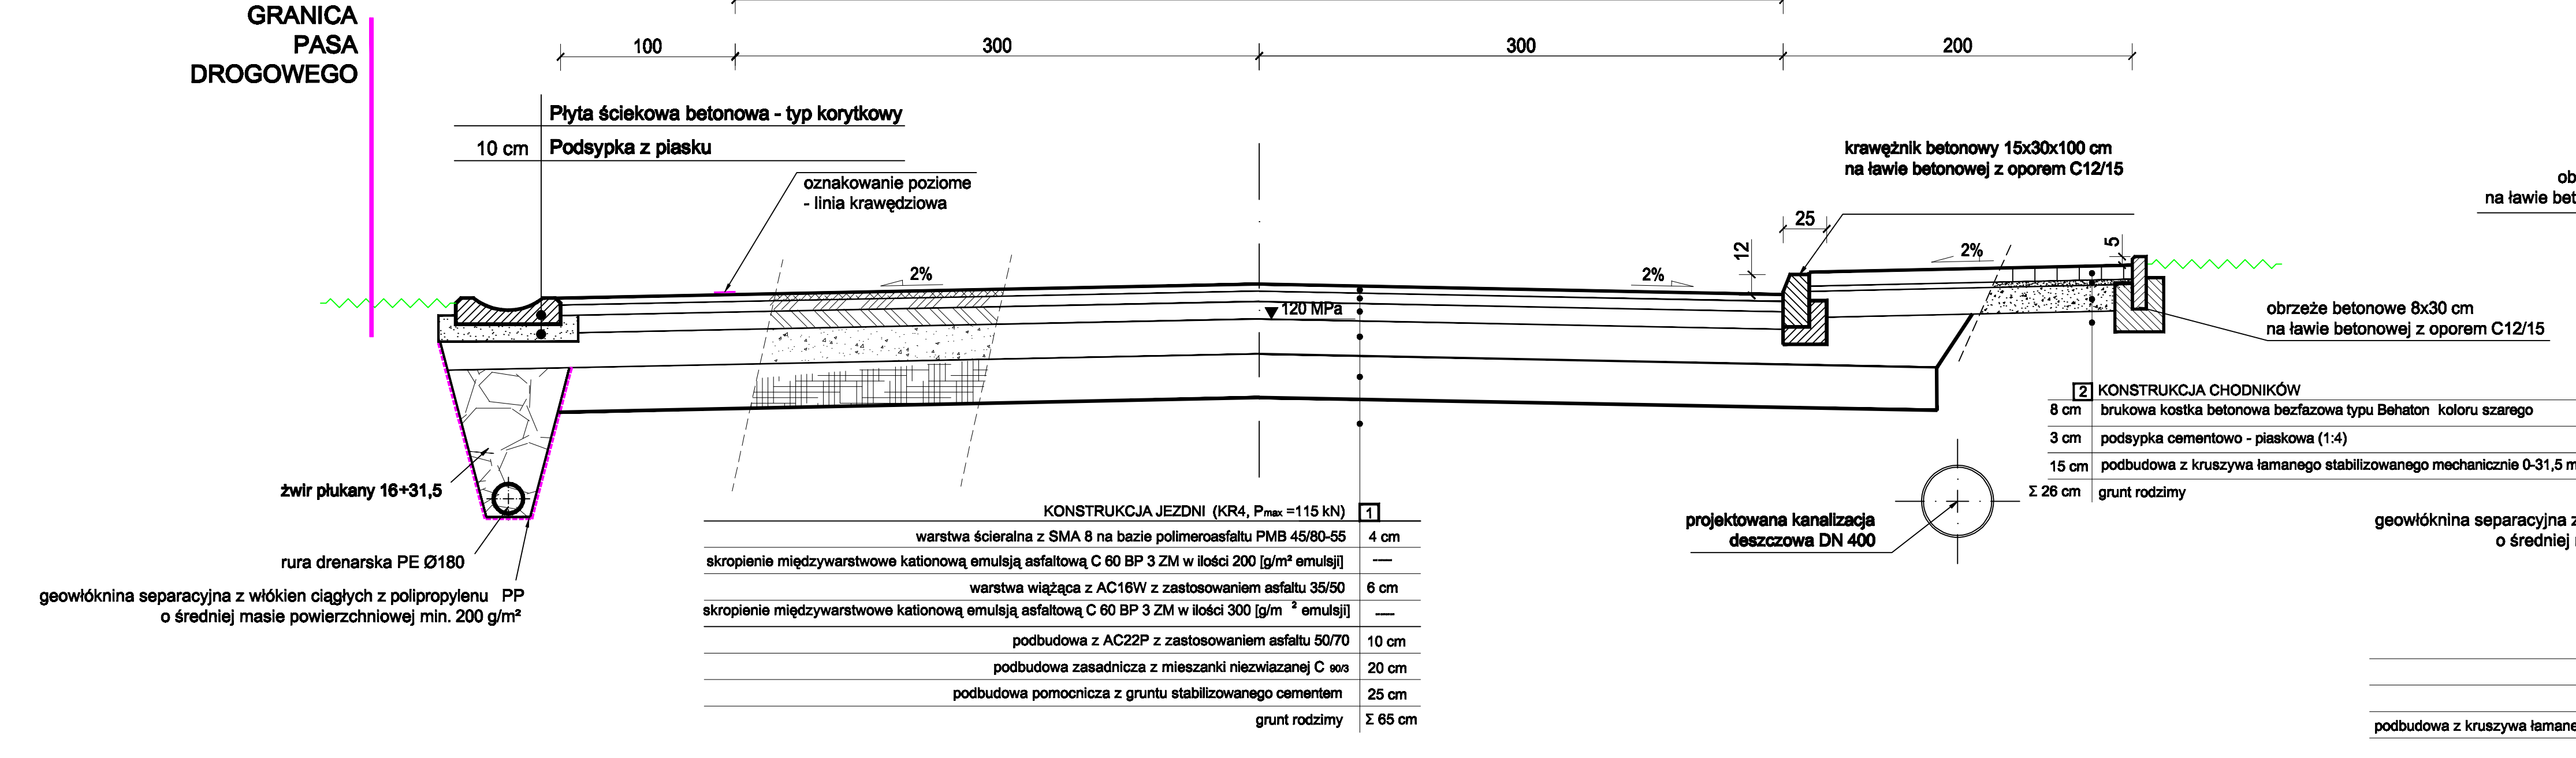 GRANICA
PASA
DROGOWEGO
100
300
300
200
Płyta ściekowa betonowa - typ korytkowy
10 cm Podsypka z piasku
oznakowanie poziome
- linia krawędziowa
krawężnik betonowy 15x30x100 cm
na ławie betonowej z oporem C12/15
ob
na ławie bet
25
12
5
2%
2%
2%
120 MPa
obrzeże betonowe 8x30 cm
na ławie betonowej z oporem C12/15
2 KONSTRUKCJA CHODNIKÓW
8 cm brukowa kostka betonowa bezfazowa typu Behaton koloru szarego
3 cm podsypka cementowo - piaskowa (1:4)
15 cm podbudowa z kruszywa łamanego stabilizowanego mechanicznie 0-31,5 m
Σ 26 cm grunt rodzimy
żwir płukany 16÷31,5
rura drenarska PE Ø180
geowłóknina separacyjna z włókien ciągłych z polipropylenu PP
o średniej masie powierzchniowej min. 200 g/m²
KONSTRUKCJA JEZDNI (KR4, Pmax =115 kN) 1
warstwa ścieralna z SMA 8 na bazie polimeroasfaltu PMB 45/80-55 4 cm
skropienie międzywarstwowe kationową emulsją asfaltową C 60 BP 3 ZM w ilości 200 [g/m² emulsji] ---
warstwa wiążąca z AC16W z zastosowaniem asfaltu 35/50 6 cm
skropienie międzywarstwowe kationową emulsją asfaltową C 60 BP 3 ZM w ilości 300 [g/m ² emulsji] ---
podbudowa z AC22P z zastosowaniem asfaltu 50/70 10 cm
podbudowa zasadnicza z mieszanki niezwiazanej C 90/3 20 cm
podbudowa pomocnicza z gruntu stabilizowanego cementem 25 cm
grunt rodzimy Σ 65 cm
projektowana kanalizacja
deszczowa DN 400
geowłóknina separacyjna z
o średniej
podbudowa z kruszywa łamane